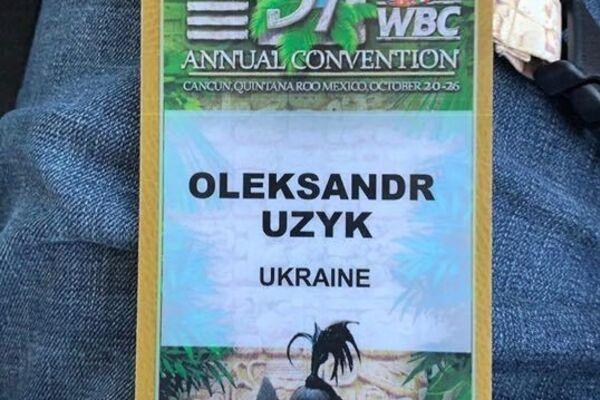 WBC
ANNUAL CONVENTION
CANCUN, QUINTANA ROO MEXICO, OCTOBER 20-26
OLEKSANDR
UZYK
UKRAINE